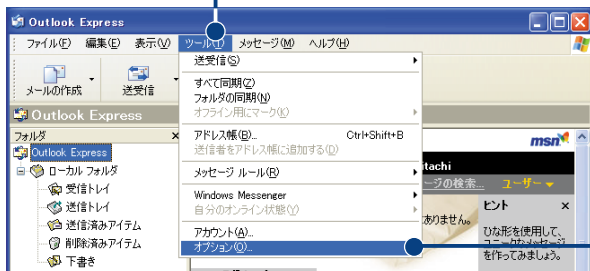 Outlook Express
ファイル(F) 編集(E) 表示(V) ツール(T) メッセージ(M) ヘルプ(H)
メールの作成 送受信
送受信(S)
すべて同期(Z)
フォルダの同期(N)
オフライン用にマーク(K)
アドレス帳(B)... Ctrl+Shift+B
送信者をアドレス帳に追加する(D)
メッセージ ルール(R)
Windows Messenger
自分のオンライン状態(Y)
アカウント(A)...
オプション(O)...
Outlook Express
フォルダ ×
Outlook Express
ローカル フォルダ
受信トレイ
送信トレイ
送信済みアイテム
削除済みアイテム
下書き
msn
itachi
ージの検索... ユーザー
ありません。
ヒント ×
ひな形を使用して、
ユニークなメッセージ
を作ってみましょう。